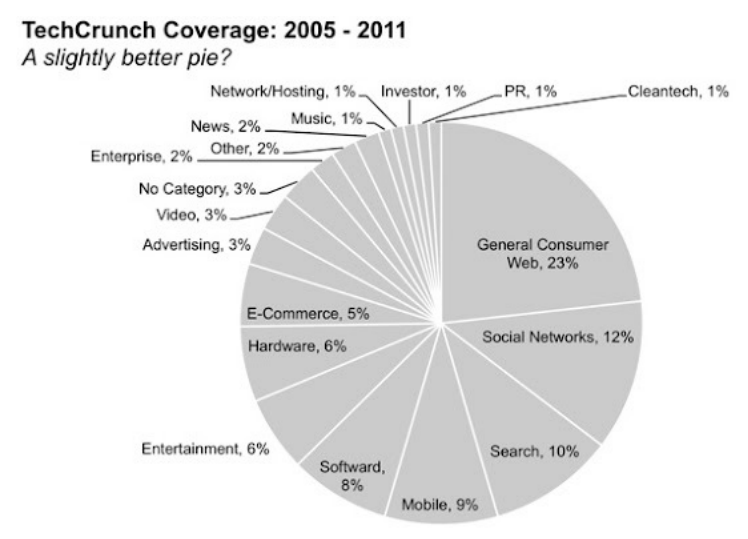 TechCrunch Coverage: 2005 - 2011
A slightly better pie?
Network/Hosting, 1%
Investor, 1%
PR, 1%
Cleantech, 1%
Music, 1%
News, 2%
Other, 2%
Enterprise, 2%
No Category, 3%
Video, 3%
Advertising, 3%
General Consumer
Web, 23%
E-Commerce, 5%
Social Networks, 12%
Hardware, 6%
Entertainment, 6%
Search, 10%
Softward,
8%
Mobile, 9%